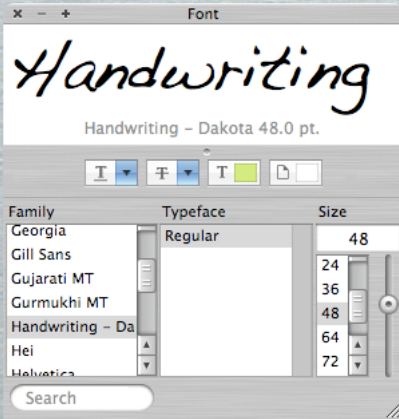 Font
Handwriting
Handwriting – Dakota 48.0 pt.
T T T
Family Typeface Size
Georgia Regular 48
Gill Sans 24
Gujarati MT 36
Gurmukhi MT 48
Handwriting – Da 64
Hei 72
Helvetica
Search